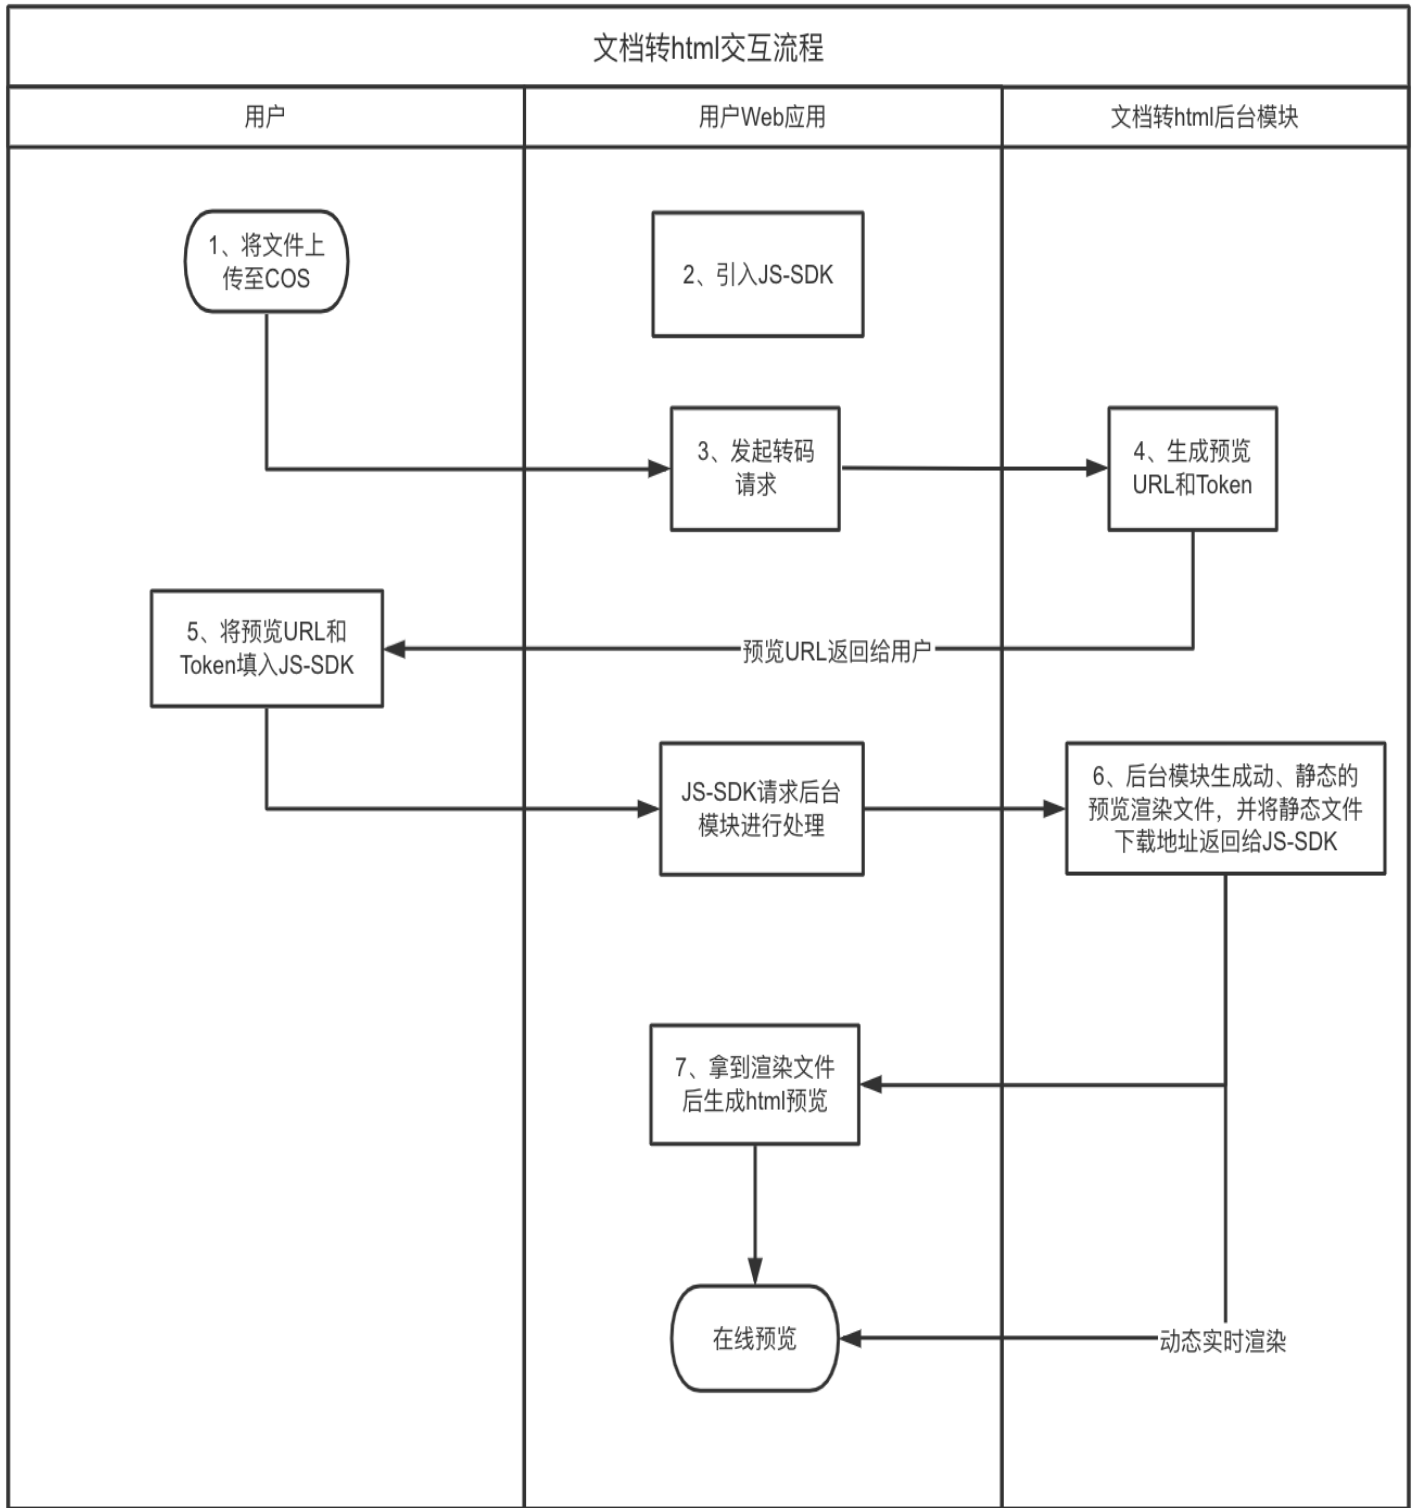 文档转html交互流程
用户
用户Web应用
文档转html后台模块
1、将文件上
传至COS
2、引入JS-SDK
3、发起转码
请求
4、生成预览
URL和Token
预览URL返回给用户
5、将预览URL和
Token填入JS-SDK
JS-SDK请求后台
模块进行处理
6、后台模块生成动、静态的
预览渲染文件，并将静态文件
下载地址返回给JS-SDK
7、拿到渲染文件
后生成html预览
在线预览
动态实时渲染